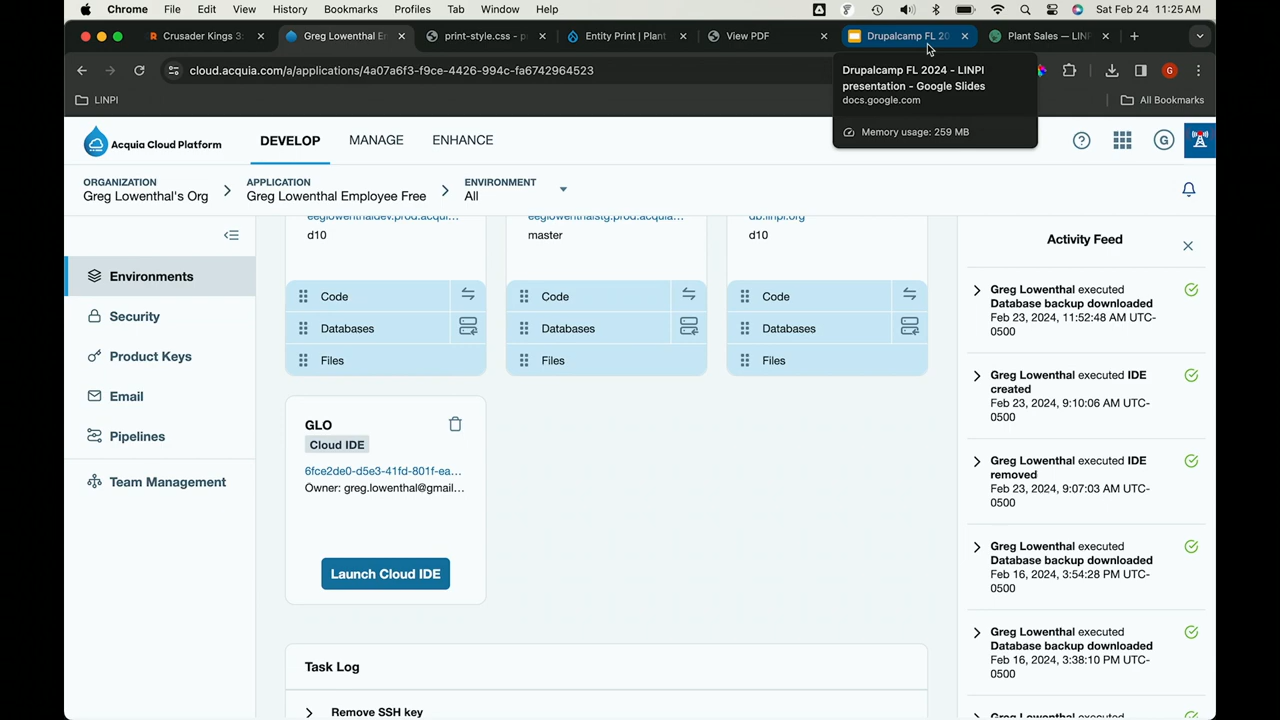 Chrome File Edit View History Bookmarks Profiles Tab Window Help Sat Feb 24 11:25 AM
Crusader Kings 3: Greg Lowenthal E print-style.css - p Entity Print | Plant View PDF Drupalcamp FL 20 Plant Sales — LINF
cloud.acquia.com/a/applications/4a07a6f3-f9ce-4426-994c-fa6742964523
G
Drupalcamp FL 2024 - LINPI
presentation - Google Slides
docs.google.com
Memory usage: 259 MB
LINPI All Bookmarks
Acquia Cloud Platform DEVELOP MANAGE ENHANCE G
ORGANIZATION APPLICATION ENVIRONMENT
Greg Lowenthal's Org Greg Lowenthal Employee Free All
Environments
Security
Product Keys
Email
Pipelines
Team Management
eeglowenthaldev.prod.acqui...
d10
Code
Databases
Files
eeglowenthalstg.prod.acquia...
master
Code
Databases
Files
db.linpi.org
d10
Code
Databases
Files
GLO
Cloud IDE
6fce2de0-d5e3-41fd-801f-ea...
Owner: greg.lowenthal@gmail...
Launch Cloud IDE
Task Log
Remove SSH key
Activity Feed
Greg Lowenthal executed
Database backup downloaded
Feb 23, 2024, 11:52:48 AM UTC-
0500
Greg Lowenthal executed IDE
created
Feb 23, 2024, 9:10:06 AM UTC-
0500
Greg Lowenthal executed IDE
removed
Feb 23, 2024, 9:07:03 AM UTC-
0500
Greg Lowenthal executed
Database backup downloaded
Feb 16, 2024, 3:54:28 PM UTC-
0500
Greg Lowenthal executed
Database backup downloaded
Feb 16, 2024, 3:38:10 PM UTC-
0500
Greg Lowenthal executed